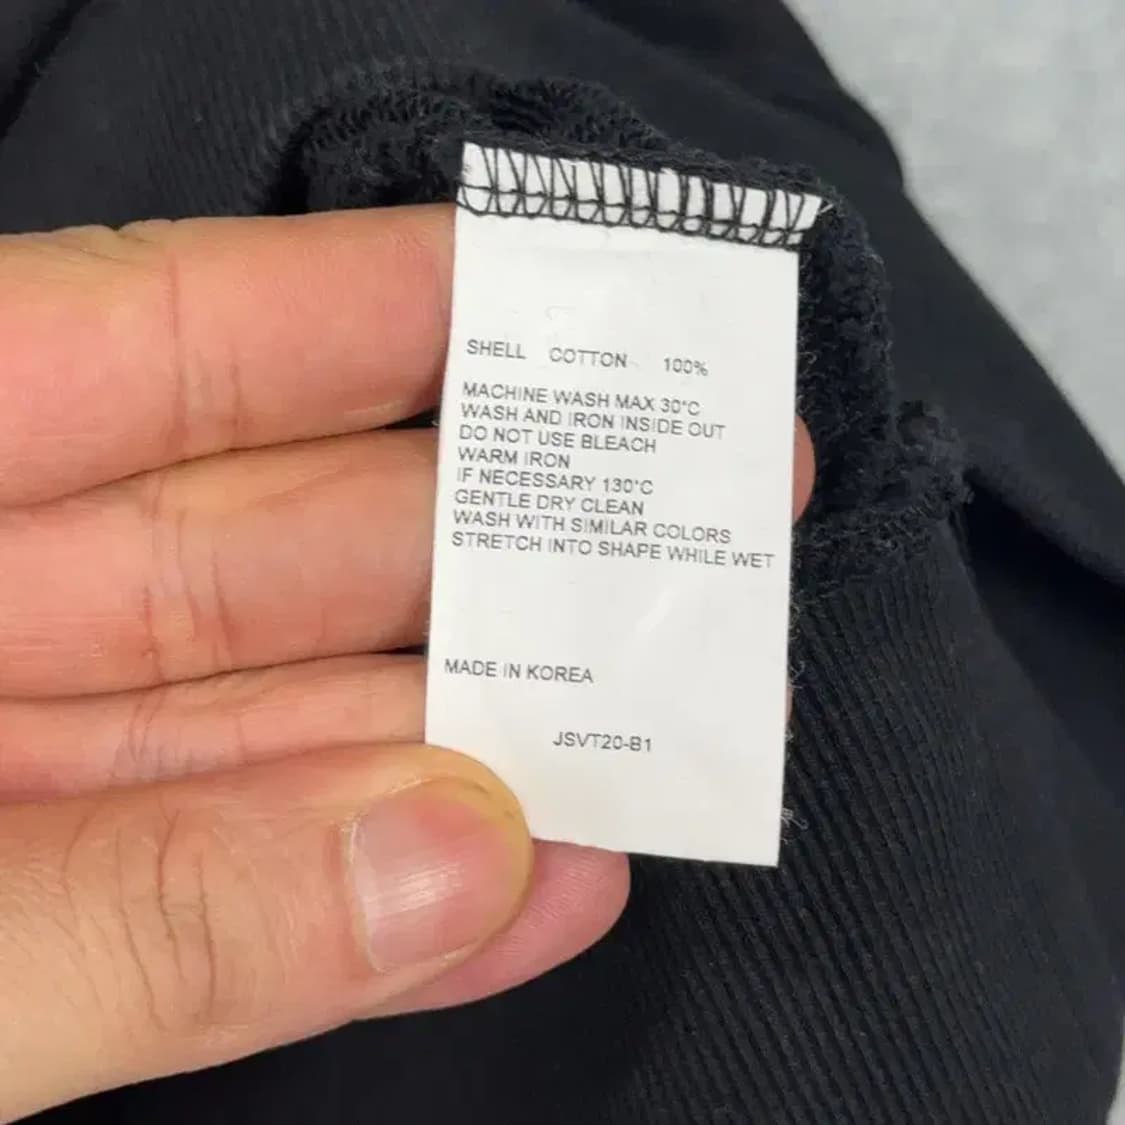 SHELL COTTON 100%
MACHINE WASH MAX 30°C
WASH AND IRON INSIDE OUT
DO NOT USE BLEACH
WARM IRON
IF NECESSARY 130°C
GENTLE DRY CLEAN
WASH WITH SIMILAR COLORS
STRETCH INTO SHAPE WHILE WET
MADE IN KOREA
JSVT20-B1